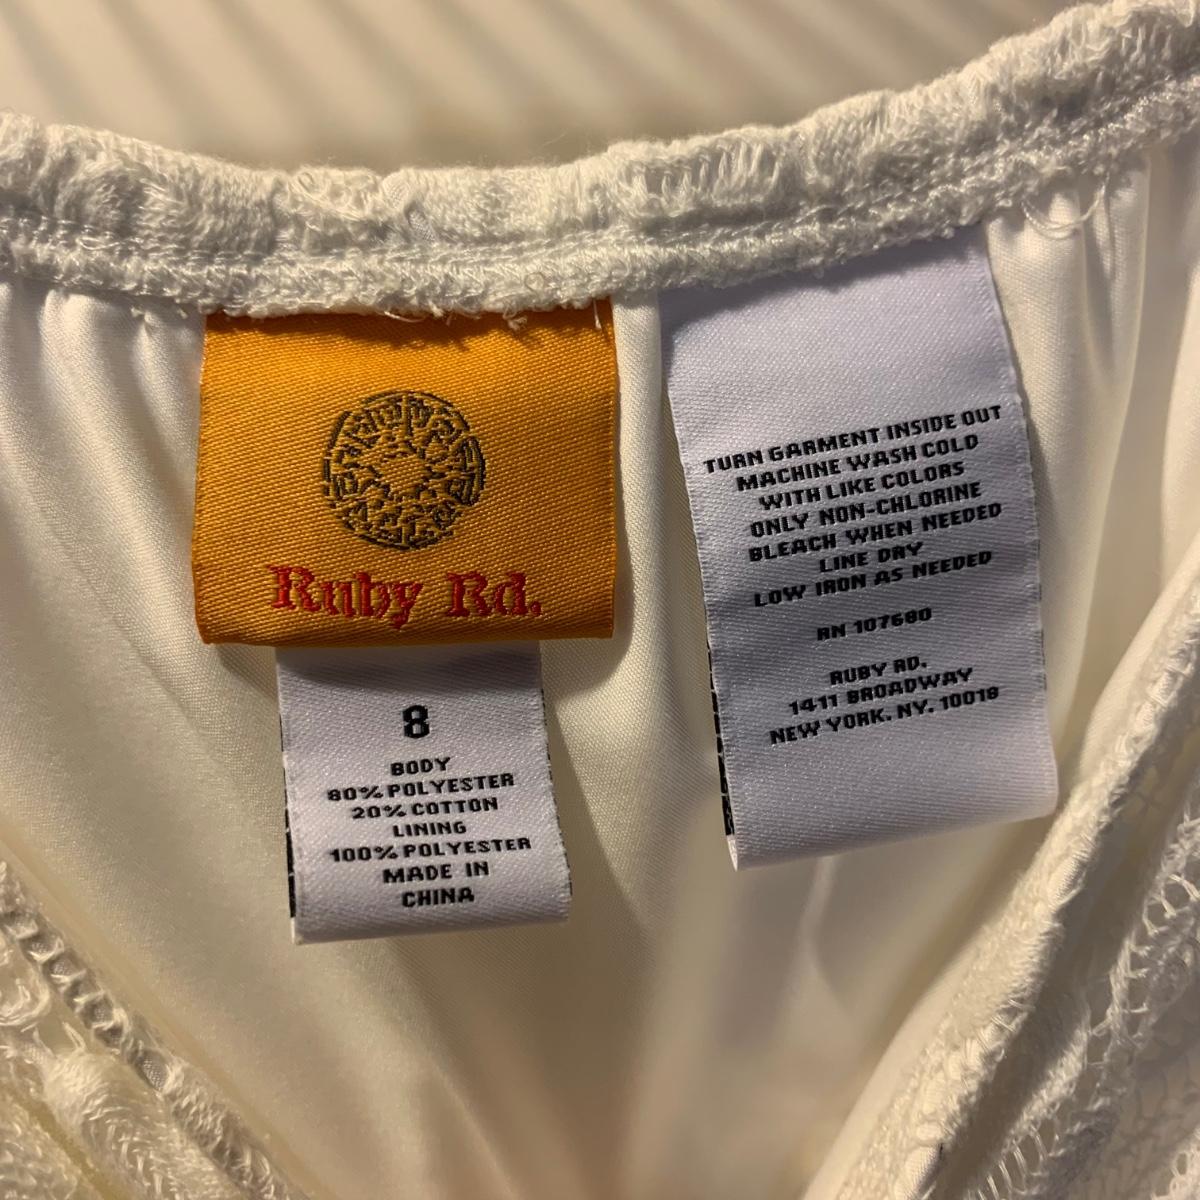 Ruby Rd.
8
BODY
80% POLYESTER
20% COTTON
LINING
100% POLYESTER
MADE IN
CHINA
TURN GARMENT INSIDE OUT
MACHINE WASH COLD
WITH LIKE COLORS
ONLY NON-CHLORINE
BLEACH WHEN NEEDED
LINE DRY
LOW IRON AS NEEDED
RN 107680
RUBY RD.
1411 BROADWAY
NEW YORK. NY. 10018